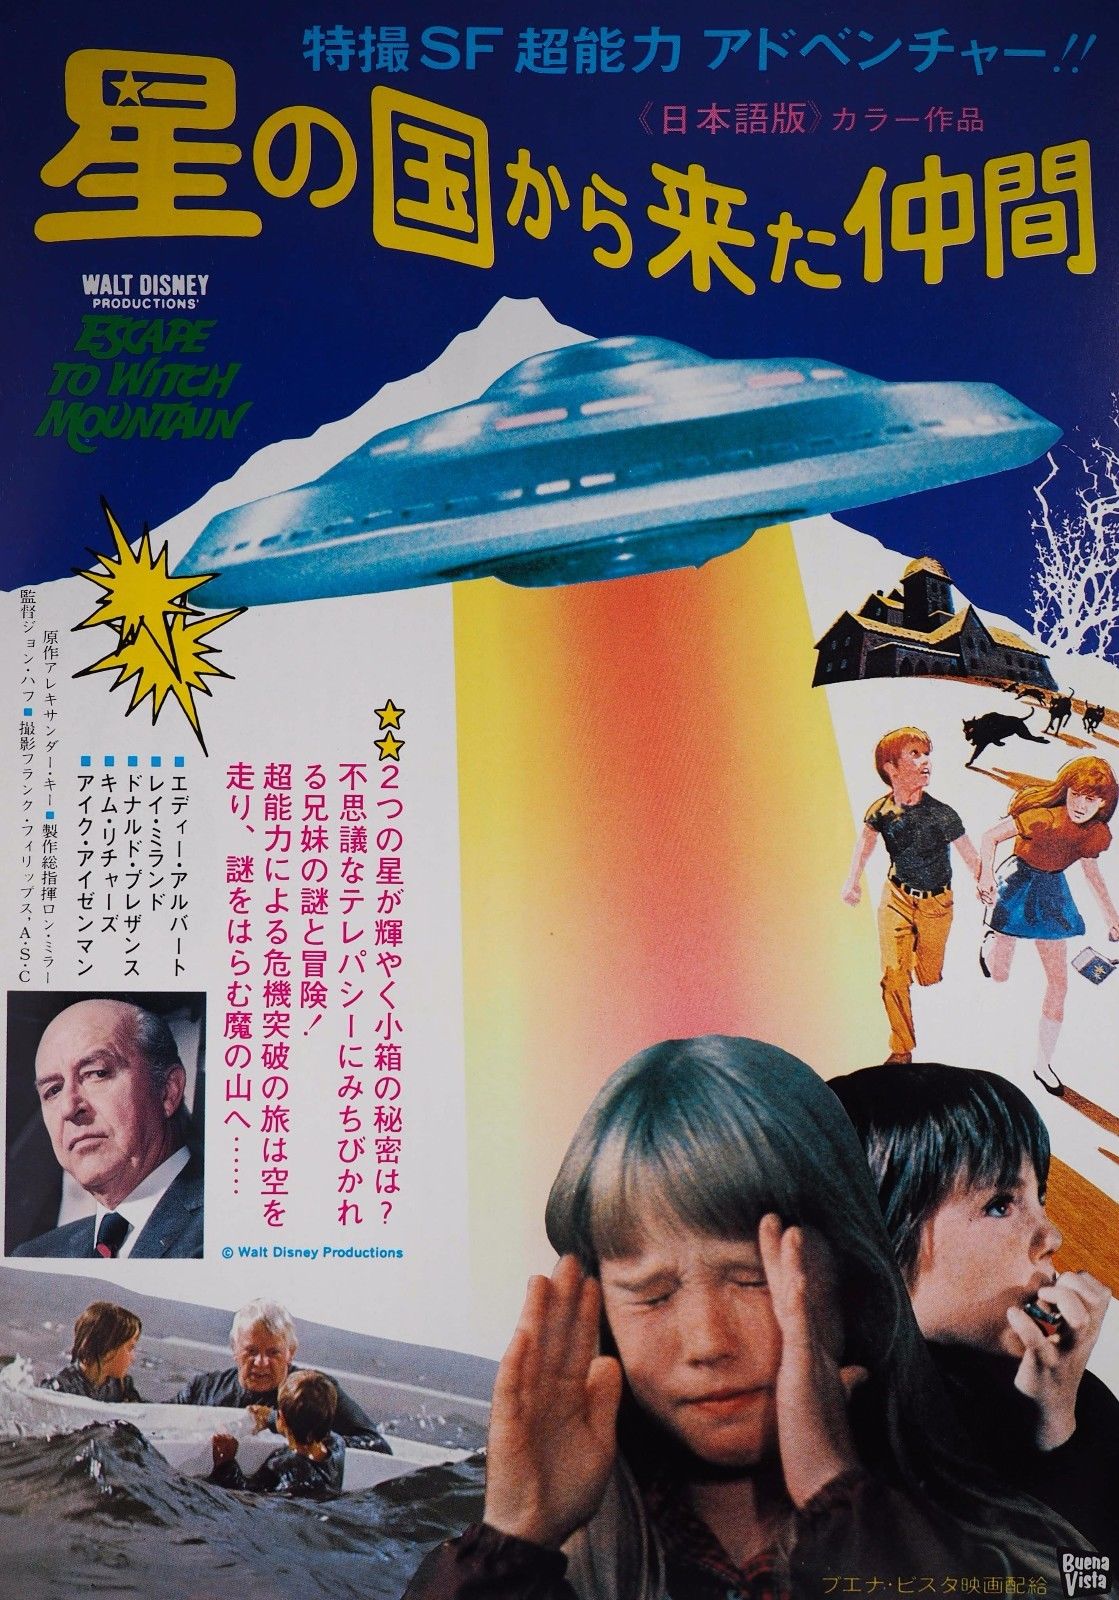 特撮SF 超能力 アドベンチャー!!
《日本語版》カラー作品
星の国から来た仲間
WALT DISNEY
PRODUCTIONS'
ESCAPE
TO WITCH
MOUNTAIN
★★2つの星が輝やく小箱の秘密は?
不思議なテレパシーにみちびかれ
る兄妹の謎と冒険!
超能力による危機突破の旅は空を
走り、謎をはらむ魔の山へ……
■エディー・アルバート
■レイ・ミランド
■ドナルド・プレザンス
■キム・リチャーズ
■アイク・アイゼンマン
原作アレキサンダー・キー■製作総指揮ロン・ミラー
監督ジョン・ハフ■撮影フランク・フィリップス,A・S・C
© Walt Disney Productions
ブエナ・ビスタ映画配給
Buena
Vista